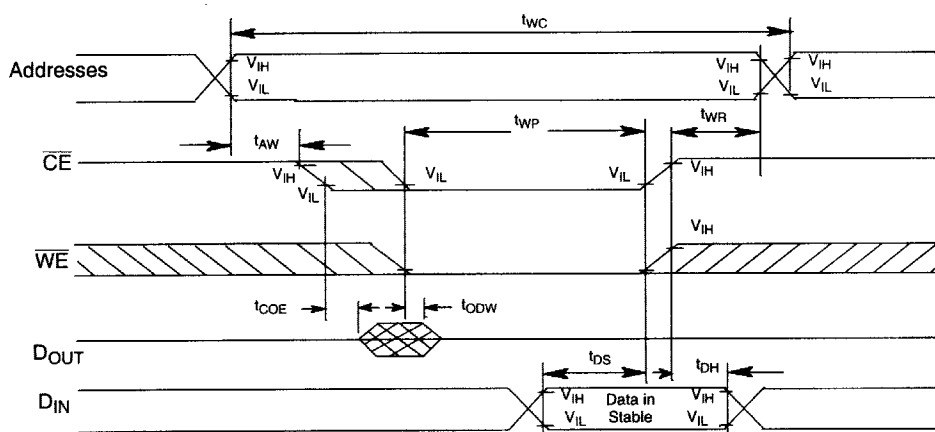 tWC
Addresses
VIH
VIL
VIH
VIL
VIH
VIL
tAW
tWP
tWR
CE
VIH
VIL
VIL
VIL
VIH
WE
VIH
tCOE
tODW
DOUT
tDS
tDH
DIN
VIH
VIL
Data in
Stable
VIH
VIL